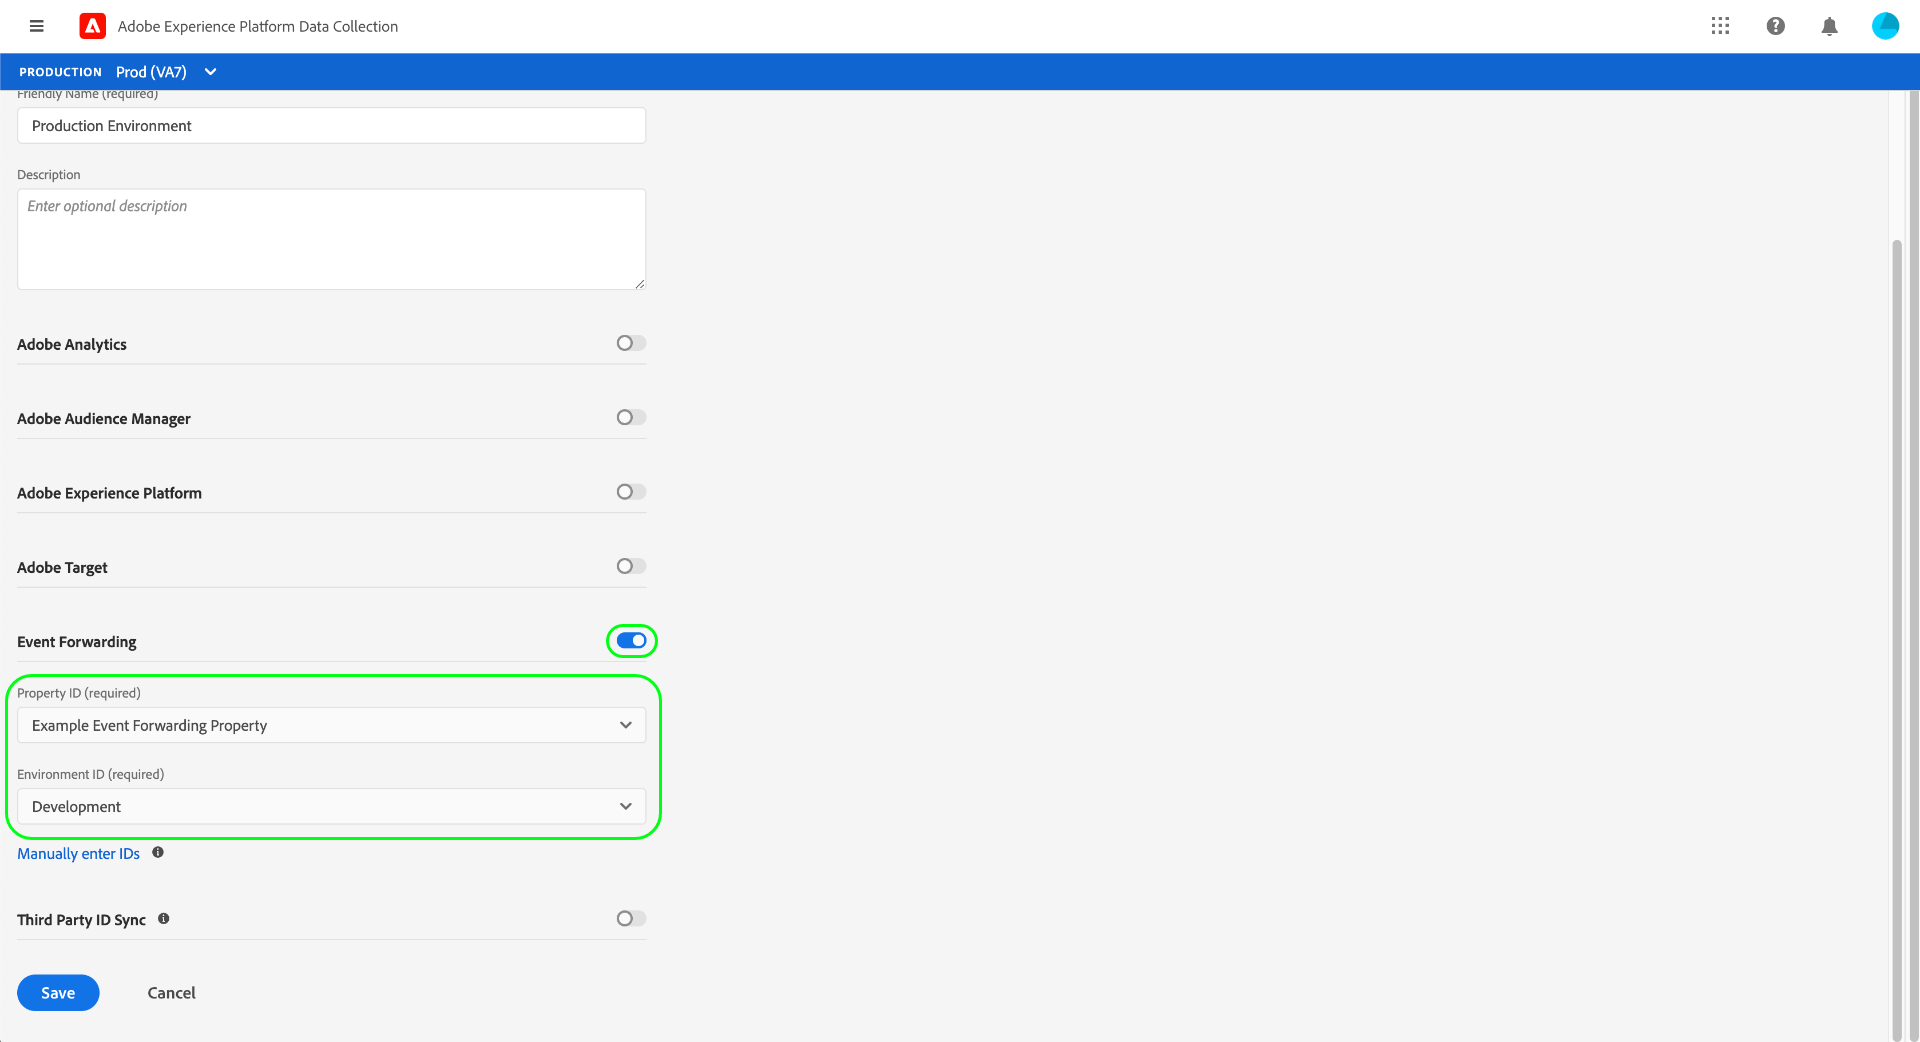 Adobe Experience Platform Data Collection
PRODUCTION Prod (VA7)
Friendly Name (required)
Production Environment
Description
Enter optional description
Adobe Analytics
Adobe Audience Manager
Adobe Experience Platform
Adobe Target
Event Forwarding
Property ID (required)
Example Event Forwarding Property
Environment ID (required)
Development
Manually enter IDs
Third Party ID Sync
Save Cancel